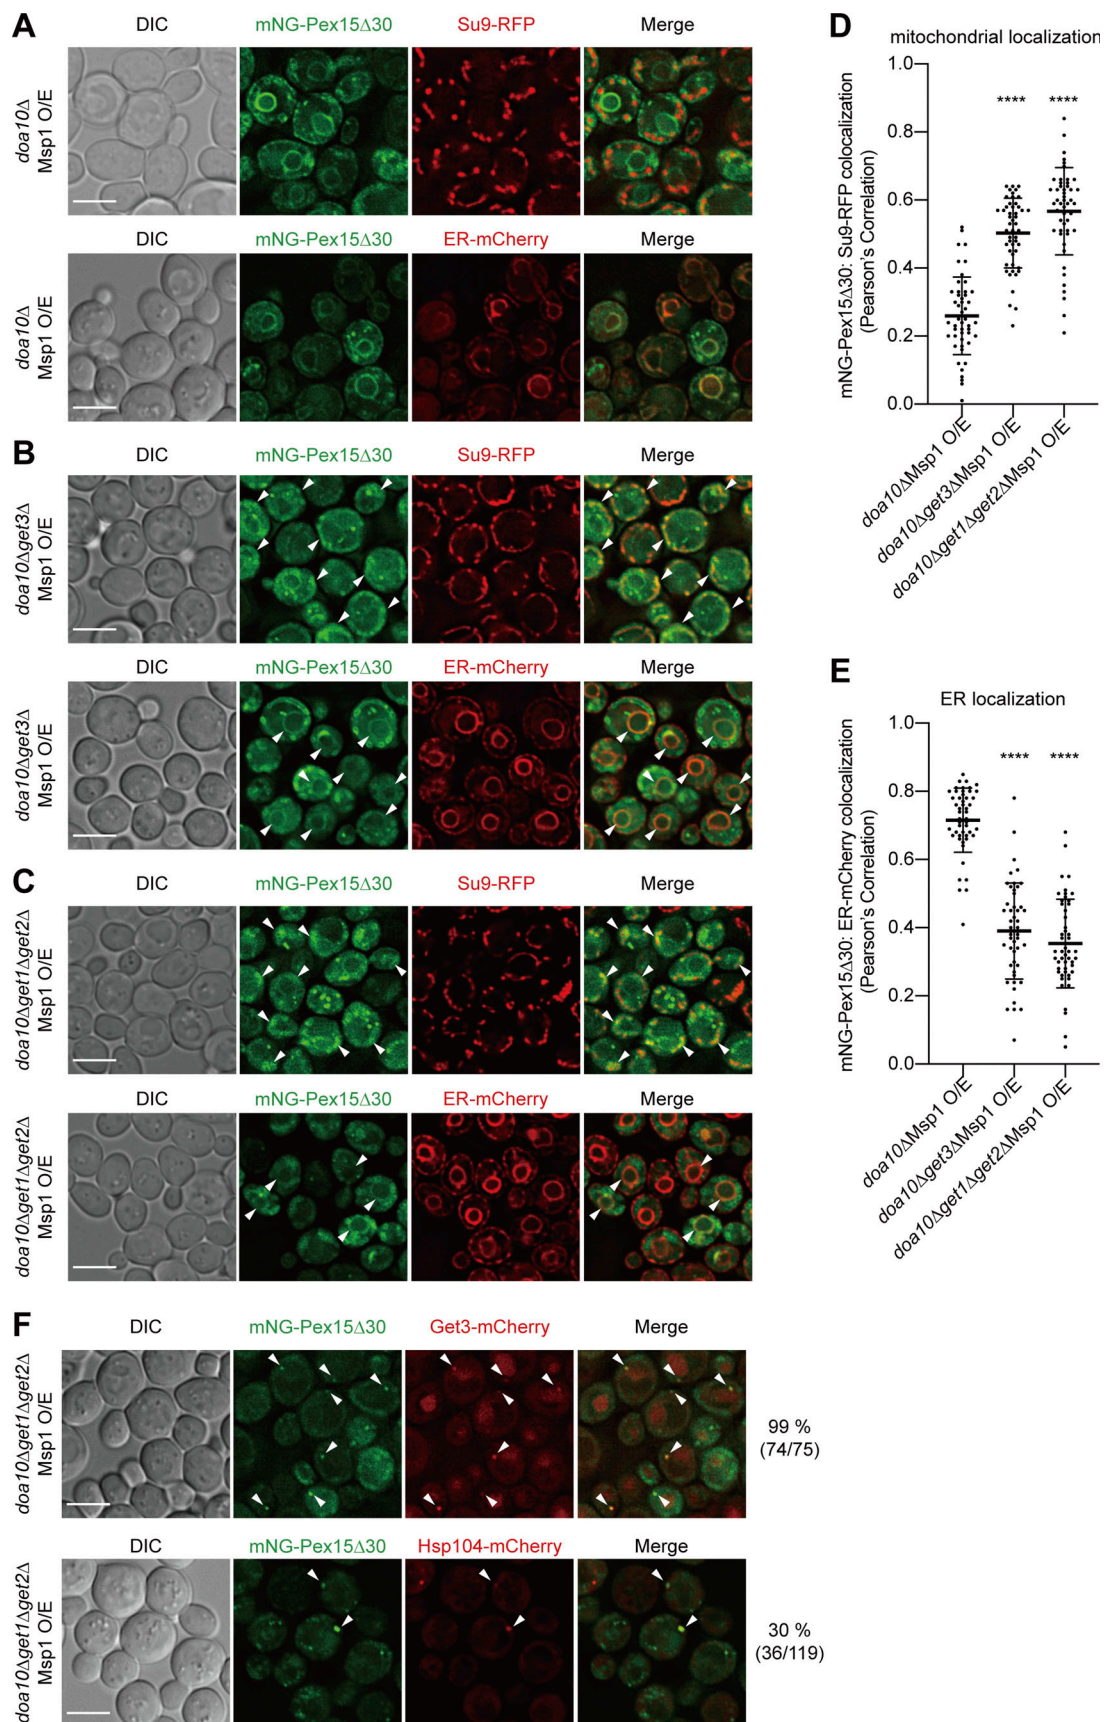 A
DIC
mNG-Pex15Δ30
Su9-RFP
Merge
doa10Δ
Msp1 O/E
DIC
mNG-Pex15Δ30
ER-mCherry
Merge
doa10Δ
Msp1 O/E
B
DIC
mNG-Pex15Δ30
Su9-RFP
Merge
doa10Δget3Δ
Msp1 O/E
DIC
mNG-Pex15Δ30
ER-mCherry
Merge
doa10Δget3Δ
Msp1 O/E
C
DIC
mNG-Pex15Δ30
Su9-RFP
Merge
doa10Δget1Δget2Δ
Msp1 O/E
DIC
mNG-Pex15Δ30
ER-mCherry
Merge
doa10Δget1Δget2Δ
Msp1 O/E
D
mitochondrial localization
mNG-Pex15Δ30: Su9-RFP colocalization
(Pearson's Correlation)
1.0
0.8
0.6
0.4
0.2
0.0
****
****
doa10ΔMsp1 O/E
doa10Δget3ΔMsp1 O/E
doa10Δget1Δget2ΔMsp1 O/E
E
ER localization
mNG-Pex15Δ30: ER-mCherry colocalization
(Pearson's Correlation)
1.0
0.8
0.6
0.4
0.2
0.0
****
****
doa10ΔMsp1 O/E
doa10Δget3ΔMsp1 O/E
doa10Δget1Δget2ΔMsp1 O/E
F
DIC
mNG-Pex15Δ30
Get3-mCherry
Merge
doa10Δget1Δget2Δ
Msp1 O/E
99 %
(74/75)
DIC
mNG-Pex15Δ30
Hsp104-mCherry
Merge
doa10Δget1Δget2Δ
Msp1 O/E
30 %
(36/119)